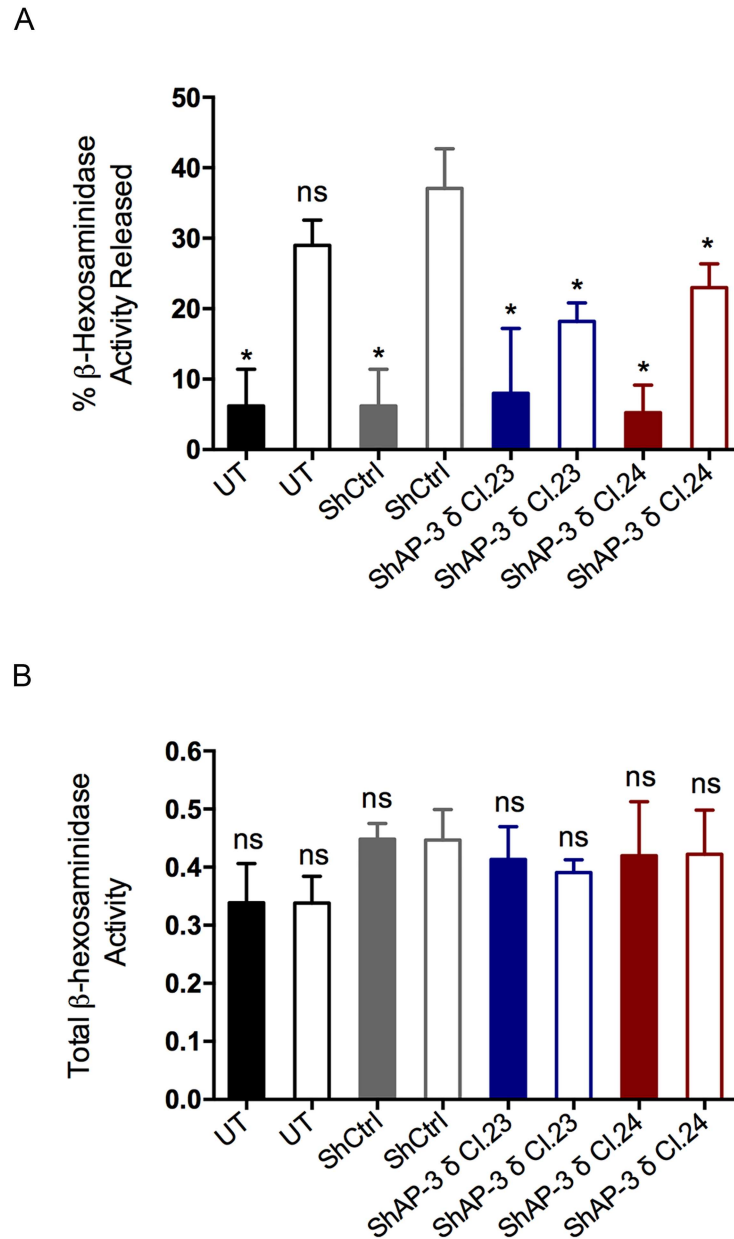 A
% β-Hexosaminidase
Activity Released
50
40
30
20
10
0
*
ns
*
*
*
*
*
UT
UT
ShCtrl
ShCtrl
ShAP-3 δ Cl.23
ShAP-3 δ Cl.23
ShAP-3 δ Cl.24
ShAP-3 δ Cl.24
B
Total β-hexosaminidase
Activity
0.6
0.5
0.4
0.3
0.2
0.1
0.0
ns
ns
ns
ns
ns
ns
ns
UT
UT
ShCtrl
ShCtrl
ShAP-3 δ Cl.23
ShAP-3 δ Cl.23
ShAP-3 δ Cl.24
ShAP-3 δ Cl.24